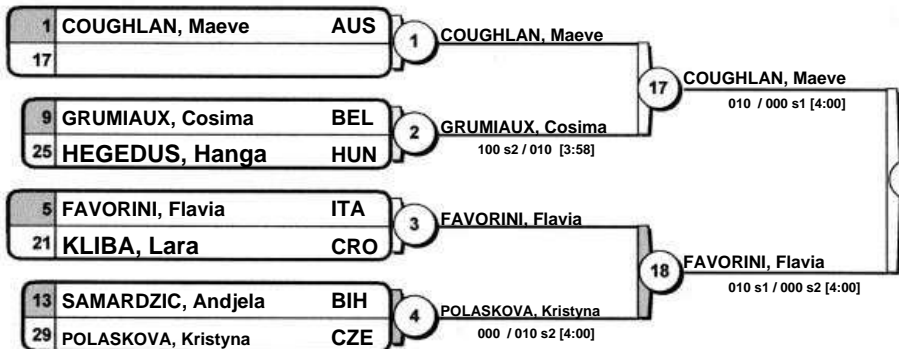 1 COUGHLAN, Maeve AUS
17
1 COUGHLAN, Maeve
9 GRUMIAUX, Cosima BEL
25 HEGEDUS, Hanga HUN
2 GRUMIAUX, Cosima
100 s2 / 010 [3:58]
17 COUGHLAN, Maeve
010 / 000 s1 [4:00]
5 FAVORINI, Flavia ITA
21 KLIBA, Lara CRO
3 FAVORINI, Flavia
13 SAMARDZIC, Andjela BIH
29 POLASKOVA, Kristyna CZE
4 POLASKOVA, Kristyna
000 / 010 s2 [4:00]
18 FAVORINI, Flavia
010 s1 / 000 s2 [4:00]